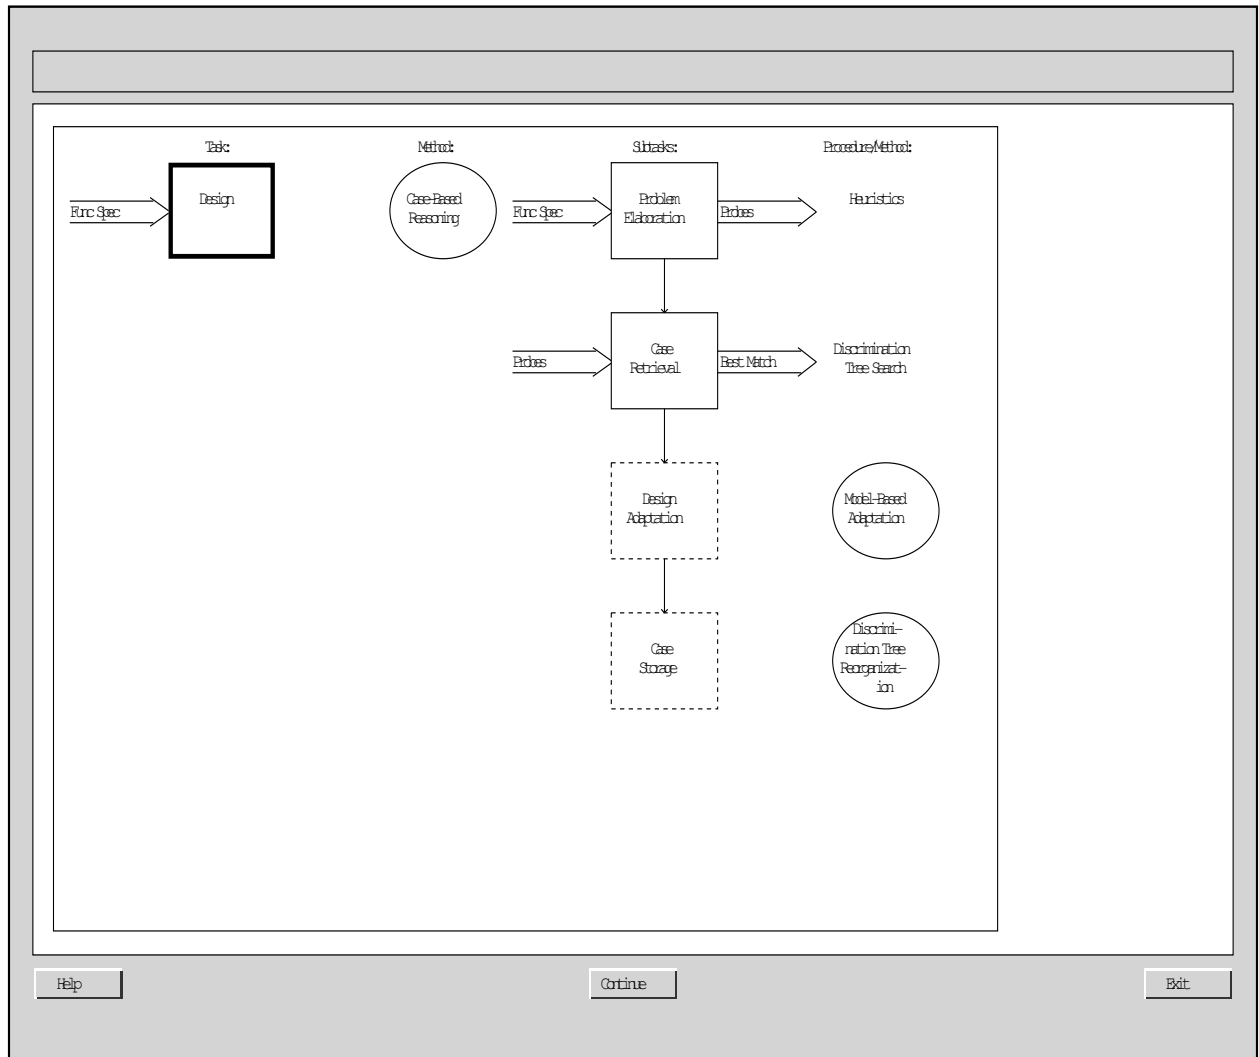 Task:
Method:
Subtasks:
Procedure/Method:
Func Spec
Design
Case-Based
Reasoning
Func Spec
Problem
Elaboration
Probes
Heuristics
Probes
Case
Retrieval
Best Match
Discrimination
Tree Search
Design
Adaptation
Model-Based
Adaptation
Case
Storage
Discrimi-
nation Tree
Reorganizat-
ion
Help
Continue
Exit